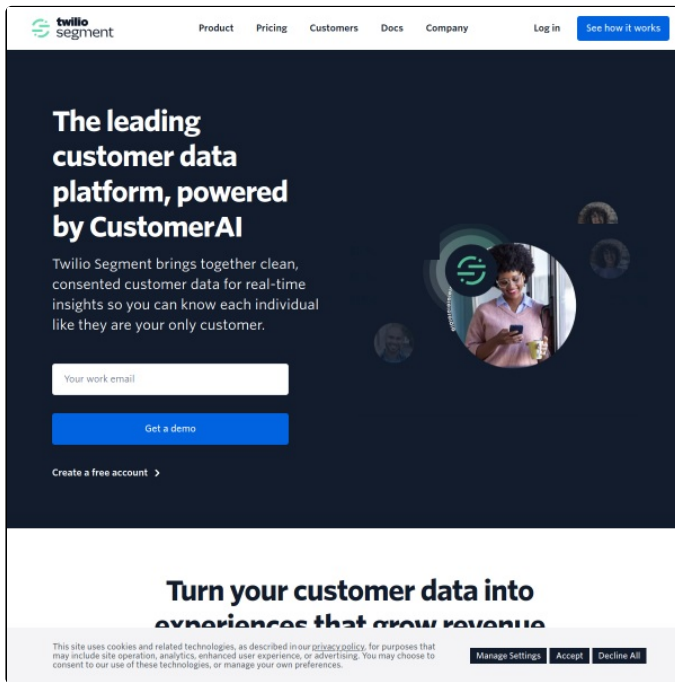 twilio
segment
Product Pricing Customers Docs Company Log in See how it works
The leading
customer data
platform, powered
by CustomerAI
Twilio Segment brings together clean,
consented customer data for real-time
insights so you can know each individual
like they are your only customer.
Your work email
Get a demo
Create a free account
Turn your customer data into
experiences that grow revenue
This site uses cookies and related technologies, as described in our privacy policy, for purposes that
may include site operation, analytics, enhanced user experience, or advertising. You may choose to
consent to our use of these technologies, or manage your own preferences.
Manage Settings Accept Decline All